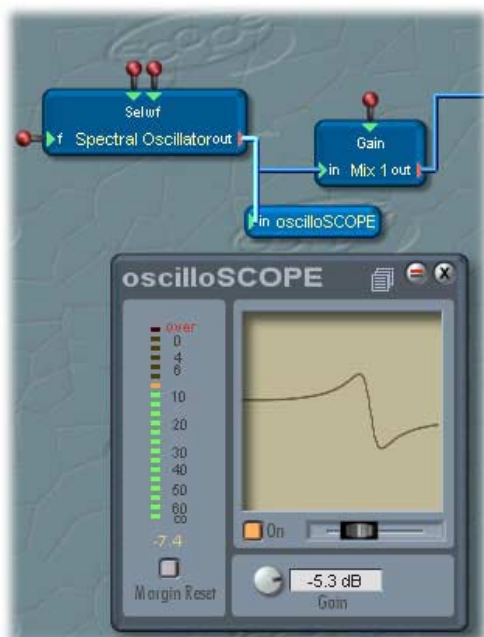 Selwf
f Spectral Oscillator out
Gain
in Mix 1 out
in oscilloSCOPE
oscilloSCOPE
over
0
4
6
10
20
30
40
50
60
∞
-7.4
Margin Reset
On
-5.3 dB
Gain